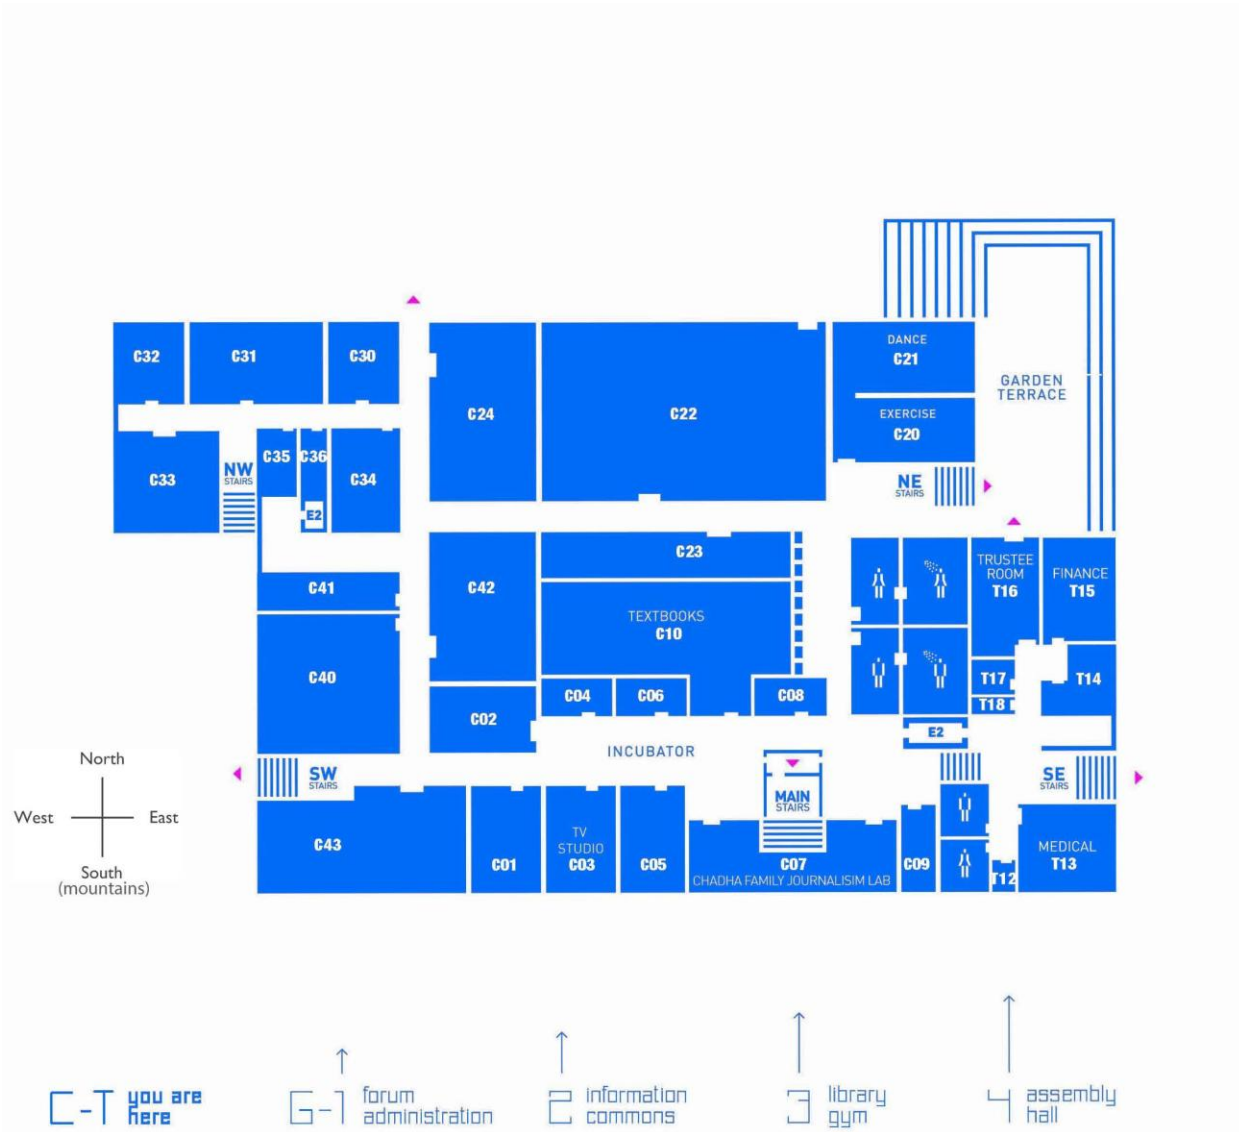 DANCE
C21
GARDEN
TERRACE
C32
C31
C30
C24
C22
EXERCISE
C20
C33
NW
STAIRS
C35
C36
C34
E2
NE
STAIRS
C23
C41
C42
TEXTBOOKS
C10
TRUSTEE
ROOM
T16
FINANCE
T15
C40
C02
C04
C06
C08
T17
T18
T14
E2
INCUBATOR
SW
STAIRS
MAIN
STAIRS
SE
STAIRS
North
West
East
South
(mountains)
C43
C01
TV
STUDIO
C03
C05
C07
CHADHA FAMILY JOURNALISIM LAB
C09
T12
MEDICAL
T13
C-T you are
here
G-1 forum
administration
2 information
commons
3 library
gym
4 assembly
hall